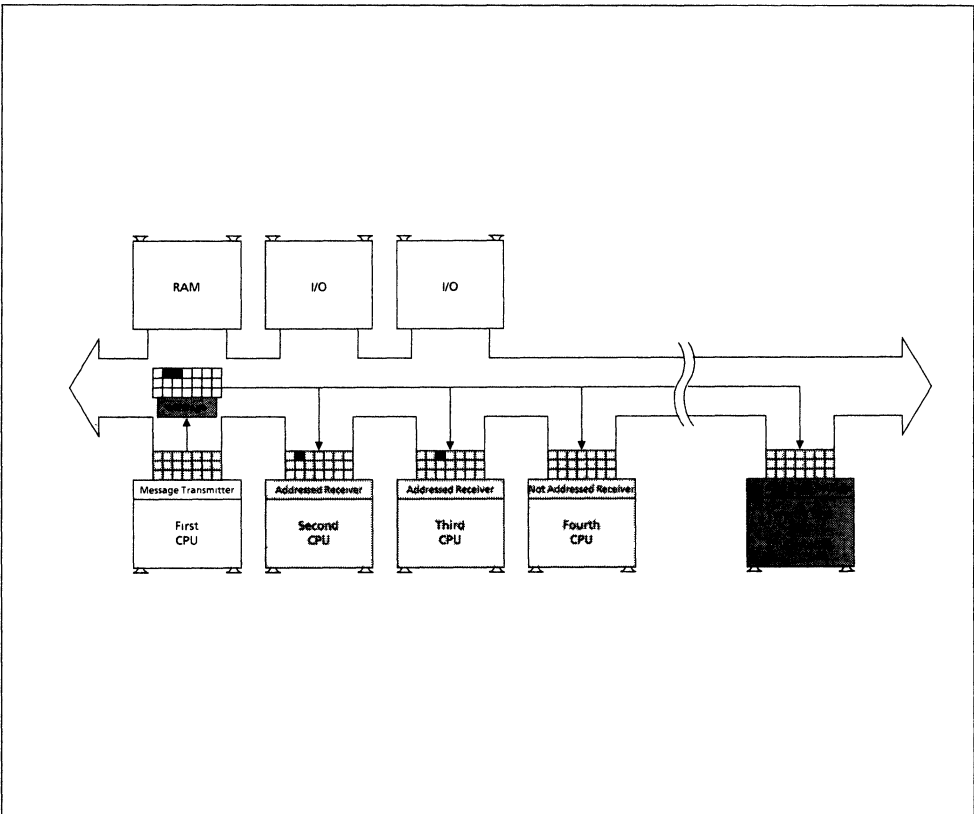 RAM
I/O
I/O
Message Transmitter
Addressed Receiver
Addressed Receiver
Not Addressed Receiver
First
CPU
Second
CPU
Third
CPU
Fourth
CPU